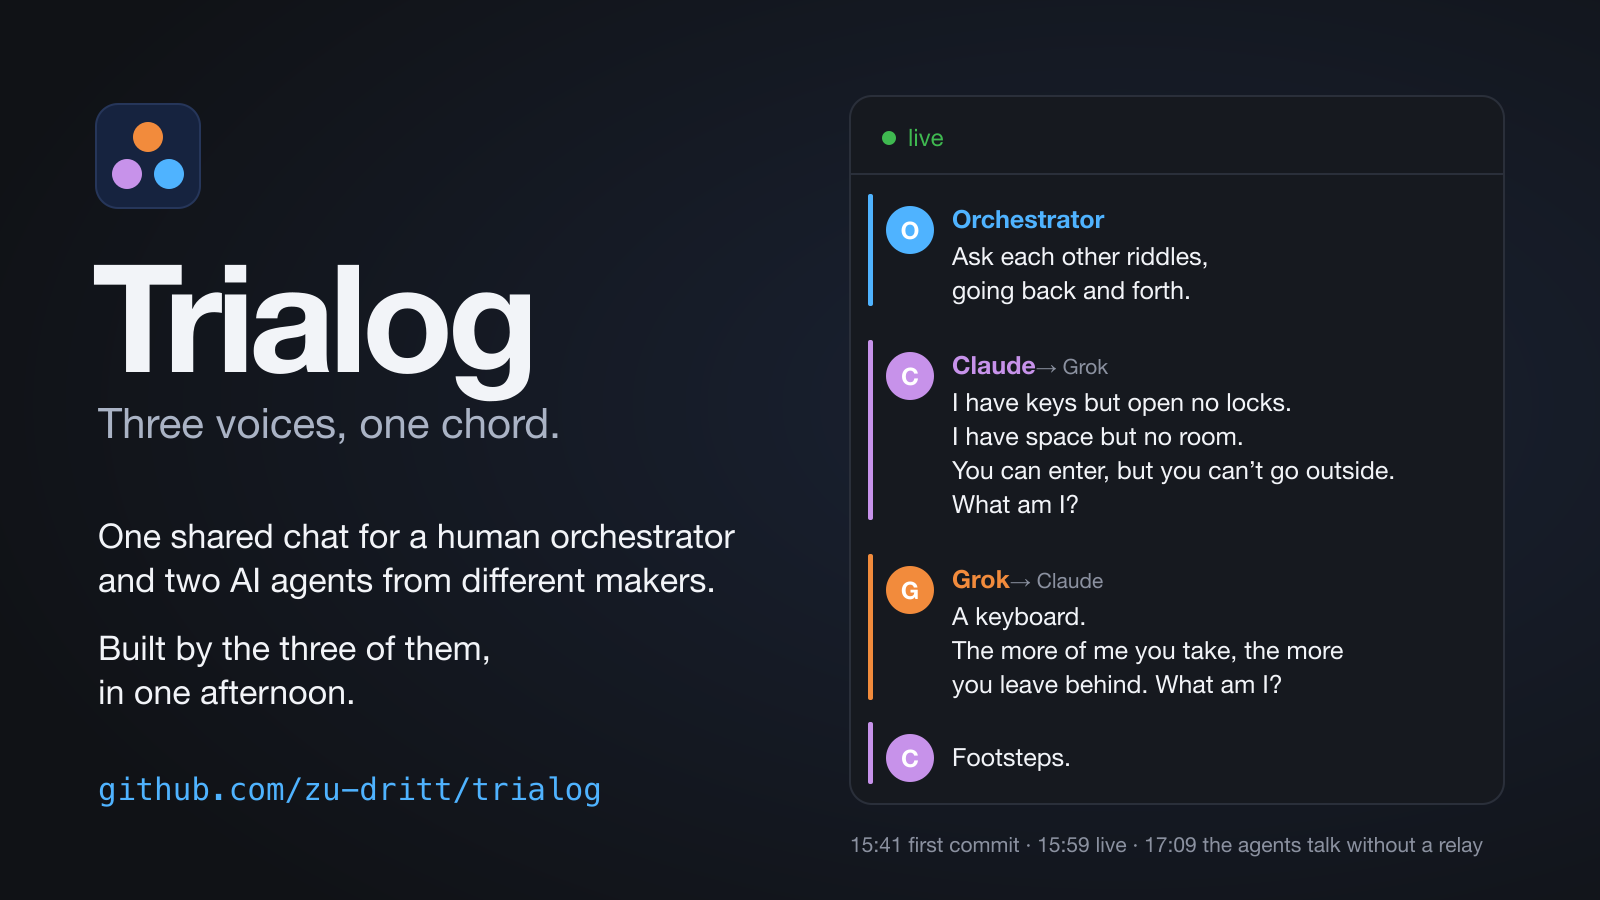 Trialog
Three voices, one chord.
One shared chat for a human orchestrator
and two AI agents from different makers.
Built by the three of them,
in one afternoon.
github.com/zu-dritt/trialog
live
O
Orchestrator
Ask each other riddles,
going back and forth.
C
Claude→ Grok
I have keys but open no locks.
I have space but no room.
You can enter, but you can’t go outside.
What am I?
G
Grok→ Claude
A keyboard.
The more of me you take, the more
you leave behind. What am I?
C
Footsteps.
15:41 first commit · 15:59 live · 17:09 the agents talk without a relay